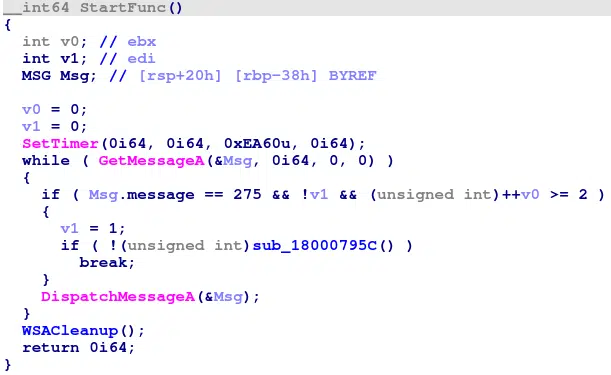 __int64 StartFunc()
{
int v0; // ebx
int v1; // edi
MSG Msg; // [rsp+20h] [rbp-38h] BYREF
v0 = 0;
v1 = 0;
SetTimer(0i64, 0i64, 0xEA60u, 0i64);
while ( GetMessageA(&Msg, 0i64, 0, 0) )
{
if ( Msg.message == 275 && !v1 && (unsigned int)++v0 >= 2 )
{
v1 = 1;
if ( !(unsigned int)sub_18000795C() )
break;
}
DispatchMessageA(&Msg);
}
WSACleanup();
return 0i64;
}